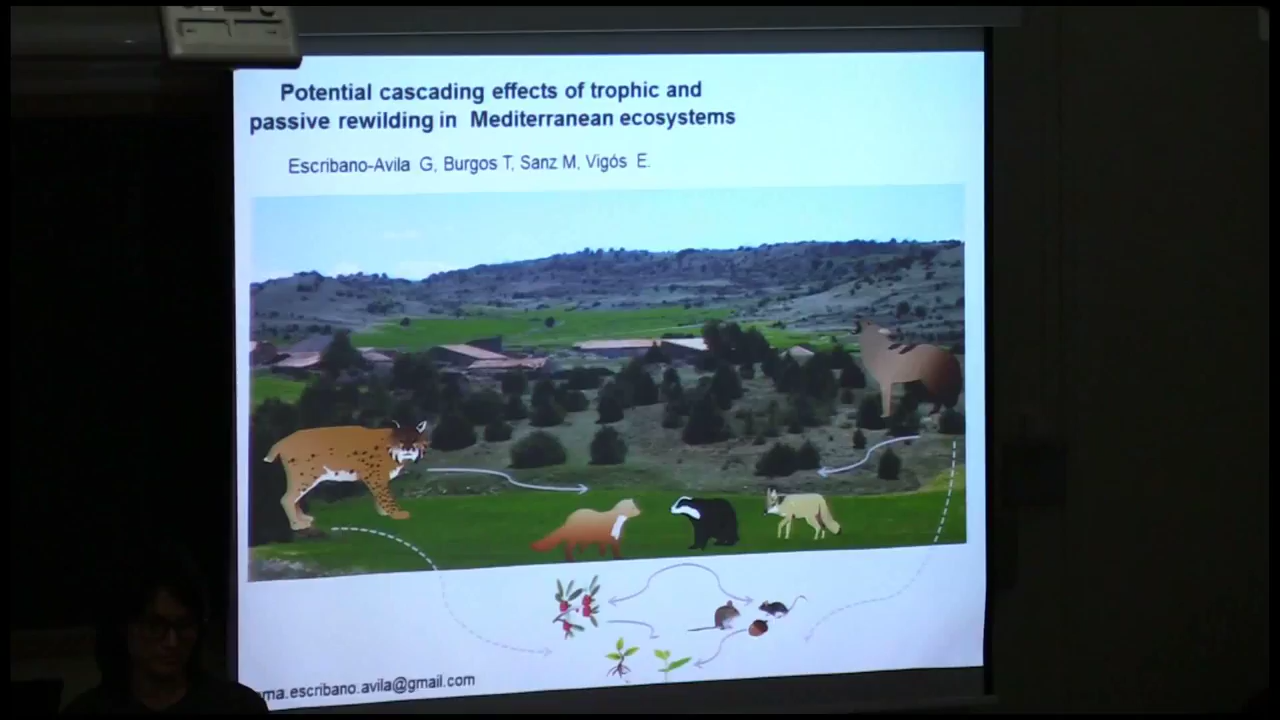 Potential cascading effects of trophic and
passive rewilding in Mediterranean ecosystems
Escribano-Avila G, Burgos T, Sanz M, Vigós E.
ma.escribano.avila@gmail.com